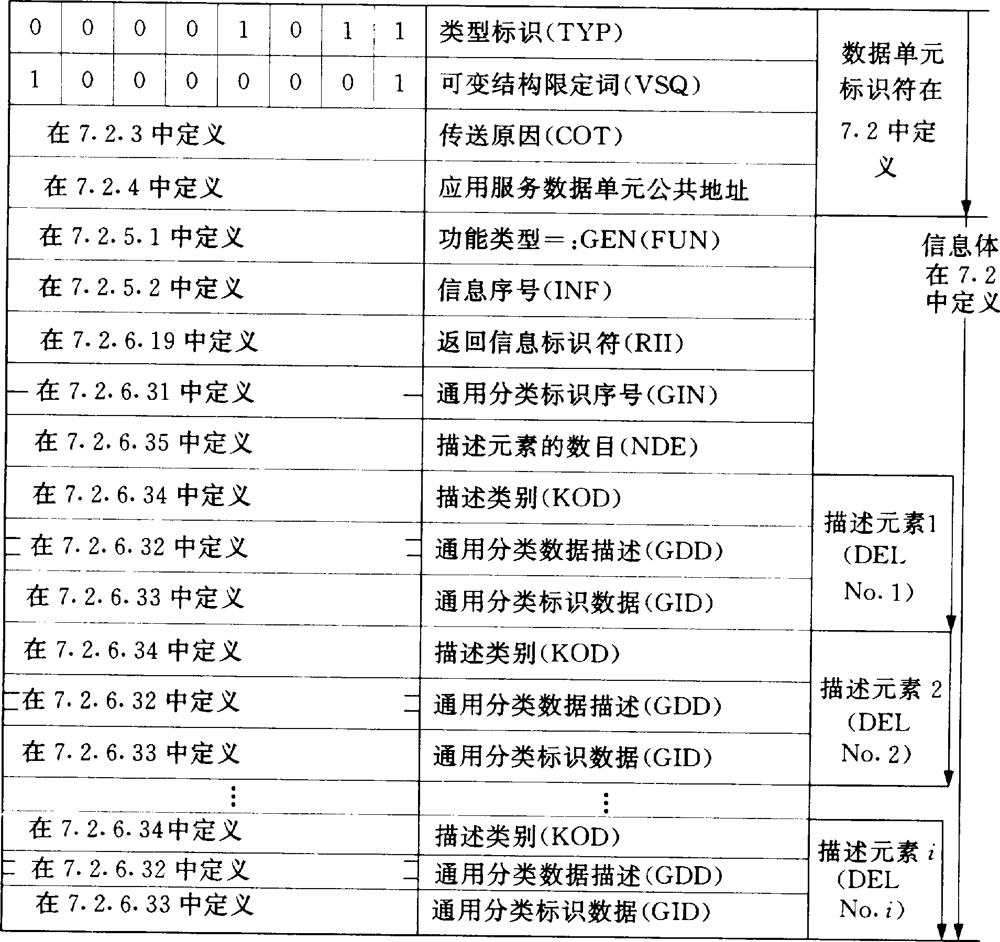 0 0 0 0 1 0 1 1 类型标识(TYP)
1 0 0 0 0 0 0 1 可变结构限定词(VSQ)
在 7.2.3 中定义 传送原因(COT)
在 7.2.4 中定义 应用服务数据单元公共地址
数据单元
标识符在
7.2 中定
义
在 7.2.5.1 中定义 功能类型=:GEN(FUN)
在 7.2.5.2 中定义 信息序号(INF)
信息体
在 7.2
中定义
在 7.2.6.19 中定义 返回信息标识符(RII)
在 7.2.6.31 中定义 通用分类标识序号(GIN)
在 7.2.6.35 中定义 描述元素的数目(NDE)
在 7.2.6.34 中定义 描述类别(KOD)
在 7.2.6.32 中定义 通用分类数据描述(GDD)
在 7.2.6.33 中定义 通用分类标识数据(GID)
描述元素1
(DEL
No.1)
在 7.2.6.34 中定义 描述类别(KOD)
在 7.2.6.32 中定义 通用分类数据描述(GDD)
在 7.2.6.33 中定义 通用分类标识数据(GID)
描述元素 2
(DEL
No.2)
⋮ ⋮
在 7.2.6.34中定义 描述类别(KOD)
在 7.2.6.32 中定义 通用分类数据描述(GDD)
在 7.2.6.33 中定义 通用分类标识数据(GID)
描述元素 i
(DEL
No.i)